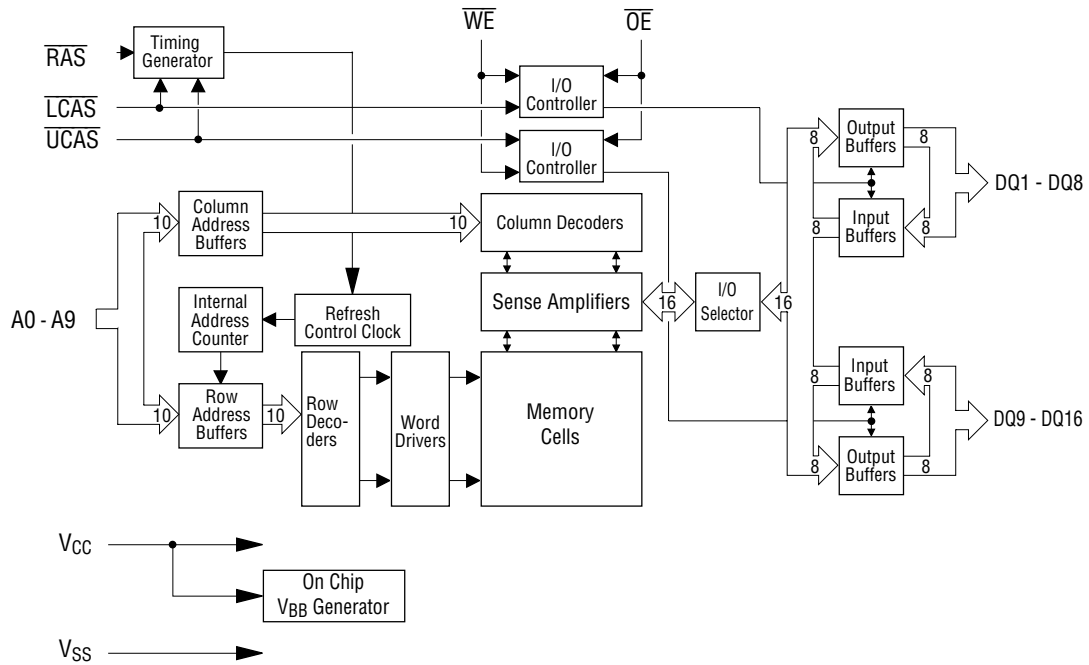 WE
OE
RAS
Timing
Generator
LCAS
UCAS
I/O
Controller
I/O
Controller
Column
Address
Buffers
10
10
Column Decoders
Output
Buffers
8
8
DQ1 - DQ8
Input
Buffers
8
8
A0 - A9
Internal
Address
Counter
Refresh
Control Clock
Sense Amplifiers
16
I/O
Selector
16
Row
Address
Buffers
10
10
Row
Deco-
ders
Word
Drivers
Memory
Cells
Input
Buffers
8
8
DQ9 - DQ16
Output
Buffers
8
8
VCC
On Chip
VBB Generator
VSS